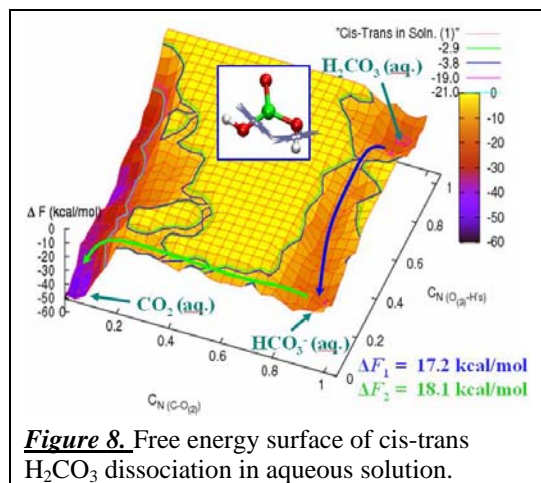 "Cis-Trans in Soln. (1)"
-2.9
-3.8
-19.0
-21.0
H₂CO₃ (aq.)
0
-10
-20
-30
-40
-50
-60
Δ F (kcal/mol)
0
-10
-20
-30
-40
-50
-60
0.2
0.4
0.6
0.8
1
C_N (C-O₍₂₎)
0
0.2
0.4
0.6
0.8
1
C_N (O₍₃₎-H's)
CO₂ (aq.)
HCO₃⁻ (aq.)
ΔF₁ = 17.2 kcal/mol
ΔF₂ = 18.1 kcal/mol
Figure 8. Free energy surface of cis-trans
H₂CO₃ dissociation in aqueous solution.